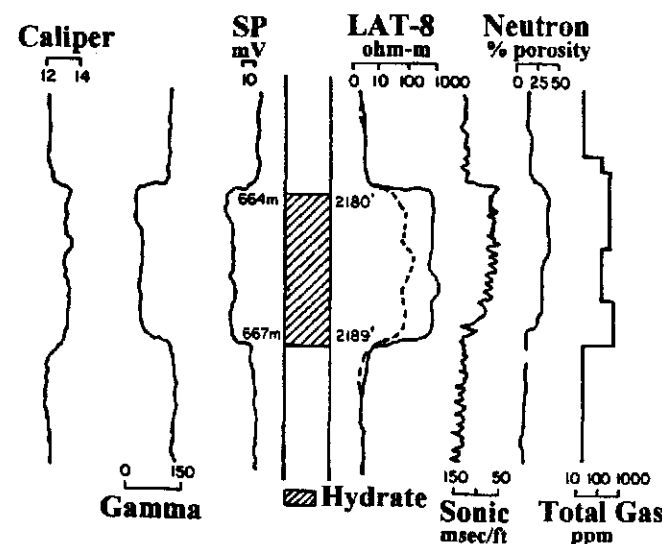 Caliper
12 14
SP
mV
10
LAT-8
ohm-m
0 10 100 1000
Neutron
% porosity
0 25 50
664m
2180'
667m
2189'
0 150
Gamma
Hydrate
150 50
Sonic
msec/ft
10 100 1000
Total Gas
ppm